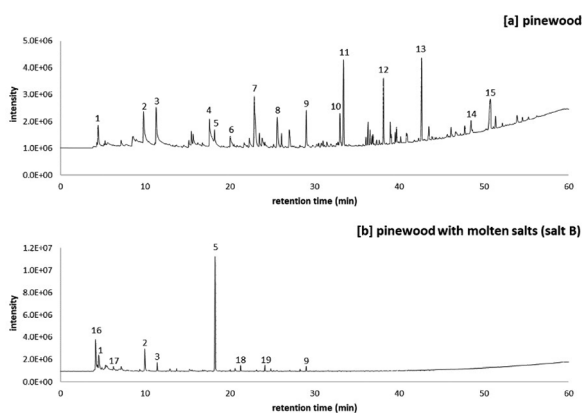 [a] pinewood
5.0E+06
4.0E+06
3.0E+06
2.0E+06
1.0E+06
0.0E+00
intensity
1 2 3 4 5 6 7 8 9 10 11 12 13 14 15
0 10 20 30 40 50 60
retention time (min)
[b] pinewood with molten salts (salt B)
1.2E+07
1.0E+07
8.0E+06
6.0E+06
4.0E+06
2.0E+06
0.0E+00
intensity
16 1 17 2 3 5 18 19 9
0 10 20 30 40 50 60
retention time (min)